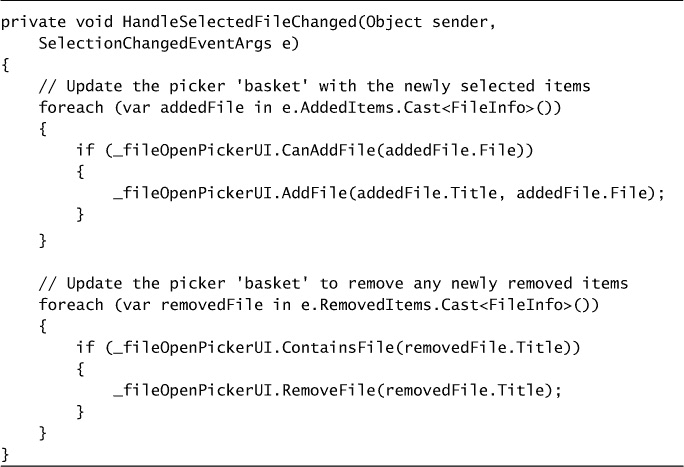 private void HandleSelectedFileChanged(Object sender,
    SelectionChangedEventArgs e)
{
    // Update the picker 'basket' with the newly selected items
    foreach (var addedFile in e.AddedItems.Cast<FileInfo>())
    {
        if (_fileOpenPickerUI.CanAddFile(addedFile.File))
        {
            _fileOpenPickerUI.AddFile(addedFile.Title, addedFile.File);
        }
    }

    // Update the picker 'basket' to remove any newly removed items
    foreach (var removedFile in e.RemovedItems.Cast<FileInfo>())
    {
        if (_fileOpenPickerUI.ContainsFile(removedFile.Title))
        {
            _fileOpenPickerUI.RemoveFile(removedFile.Title);
        }
    }
}